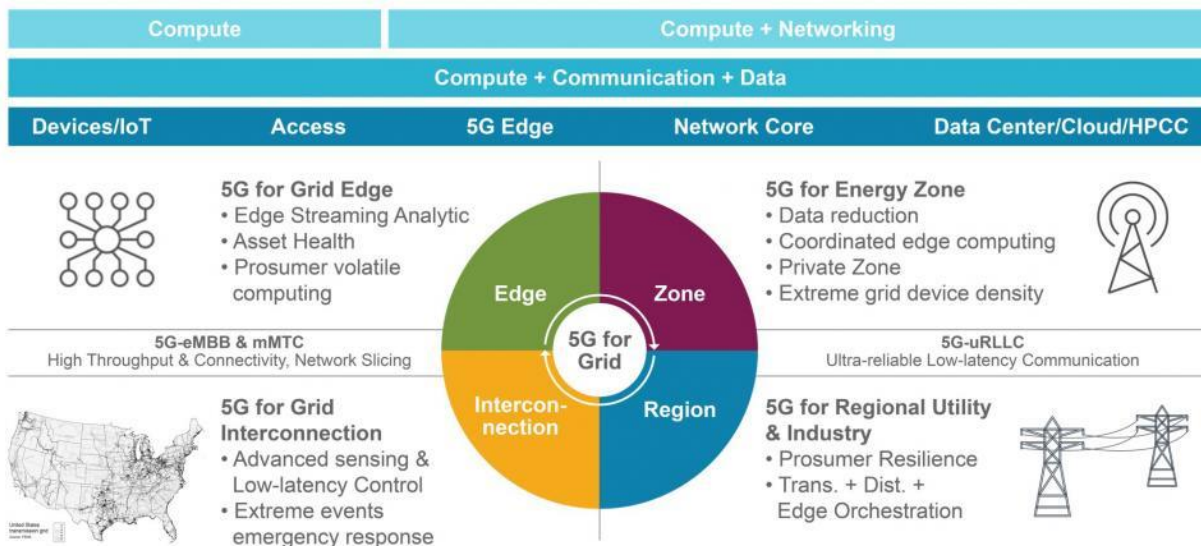 Compute
Compute + Networking
Compute + Communication + Data
Devices/IoT
Access
5G Edge
Network Core
Data Center/Cloud/HPCC
5G for Grid Edge
• Edge Streaming Analytic
• Asset Health
• Prosumer volatile
computing
Edge
Zone
5G for Energy Zone
• Data reduction
• Coordinated edge computing
• Private Zone
• Extreme grid device density
5G-eMBB & mMTC
High Throughput & Connectivity, Network Slicing
5G for
Grid
5G-uRLLC
Ultra-reliable Low-latency Communication
5G for Grid
Interconnection
• Advanced sensing &
Low-latency Control
• Extreme events
emergency response
Intercon-
nection
Region
5G for Regional Utility
& Industry
• Prosumer Resilience
• Trans. + Dist. +
Edge Orchestration
United States
transmission grid